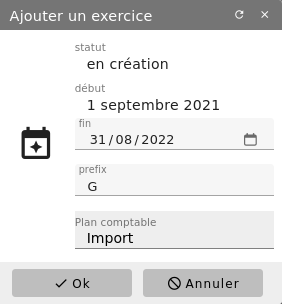 Ajouter un exercice
statut
en création
début
1 septembre 2021
fin
31/08/2022
prefix
G
Plan comptable
Import
Ok
Annuler